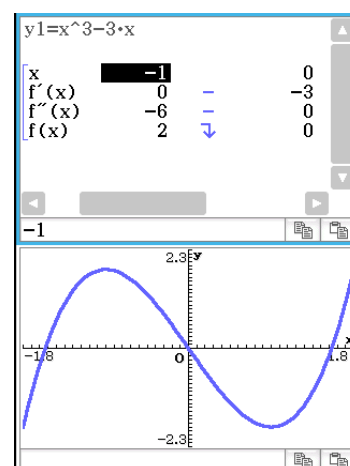 y1=x^3−3·x
x −1 0
f′(x) 0 − −3
f″(x) −6 − 0
f(x) 2 0
−1
2.3 y
−1.8 O 1.8 x
−2.3